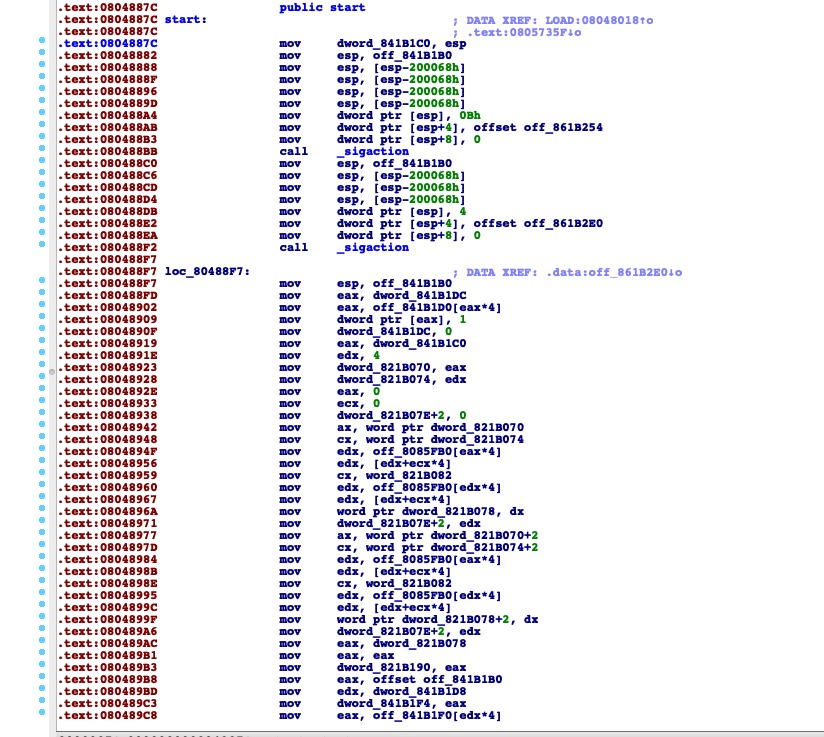 .text:0804887C public start
.text:0804887C start: ; DATA XREF: LOAD:08048018↑o
.text:0804887C ; .text:0805735F↓o
.text:0804887C mov dword_841B1C0, esp
.text:08048882 mov esp, off_841B1B0
.text:08048888 mov esp, [esp-200068h]
.text:0804888F mov esp, [esp-200068h]
.text:08048896 mov esp, [esp-200068h]
.text:0804889D mov esp, [esp-200068h]
.text:080488A4 mov dword ptr [esp], 0Bh
.text:080488AB mov dword ptr [esp+4], offset off_861B254
.text:080488B3 mov dword ptr [esp+8], 0
.text:080488BB call _sigaction
.text:080488C0 mov esp, off_841B1B0
.text:080488C6 mov esp, [esp-200068h]
.text:080488CD mov esp, [esp-200068h]
.text:080488D4 mov esp, [esp-200068h]
.text:080488DB mov dword ptr [esp], 4
.text:080488E2 mov dword ptr [esp+4], offset off_861B2E0
.text:080488EA mov dword ptr [esp+8], 0
.text:080488F2 call _sigaction
.text:080488F7
.text:080488F7 loc_80488F7: ; DATA XREF: .data:off_861B2E0↓o
.text:080488F7 mov esp, off_841B1B0
.text:080488FD mov eax, dword_841B1DC
.text:08048902 mov eax, off_841B1D0[eax*4]
.text:08048909 mov dword ptr [eax], 1
.text:0804890F mov dword_841B1DC, 0
.text:08048919 mov eax, dword_841B1C0
.text:0804891E mov edx, 4
.text:08048923 mov dword_821B070, eax
.text:08048928 mov dword_821B074, edx
.text:0804892E mov eax, 0
.text:08048933 mov ecx, 0
.text:08048938 mov dword_821B07E+2, 0
.text:08048942 mov ax, word ptr dword_821B070
.text:08048948 mov cx, word ptr dword_821B074
.text:0804894F mov edx, off_8085FB0[eax*4]
.text:08048956 mov edx, [edx+ecx*4]
.text:08048959 mov cx, word_821B082
.text:08048960 mov edx, off_8085FB0[edx*4]
.text:08048967 mov edx, [edx+ecx*4]
.text:0804896A mov word ptr dword_821B078, dx
.text:08048971 mov dword_821B07E+2, edx
.text:08048977 mov ax, word ptr dword_821B070+2
.text:0804897D mov cx, word ptr dword_821B074+2
.text:08048984 mov edx, off_8085FB0[eax*4]
.text:0804898B mov edx, [edx+ecx*4]
.text:0804898E mov cx, word_821B082
.text:08048995 mov edx, off_8085FB0[edx*4]
.text:0804899C mov edx, [edx+ecx*4]
.text:0804899F mov word ptr dword_821B078+2, dx
.text:080489A6 mov dword_821B07E+2, edx
.text:080489AC mov eax, dword_821B078
.text:080489B1 mov eax, eax
.text:080489B3 mov dword_821B190, eax
.text:080489B8 mov eax, offset off_841B1B0
.text:080489BD mov edx, dword_841B1D8
.text:080489C3 mov dword_841B1F4, eax
.text:080489C8 mov eax, off_841B1F0[edx*4]